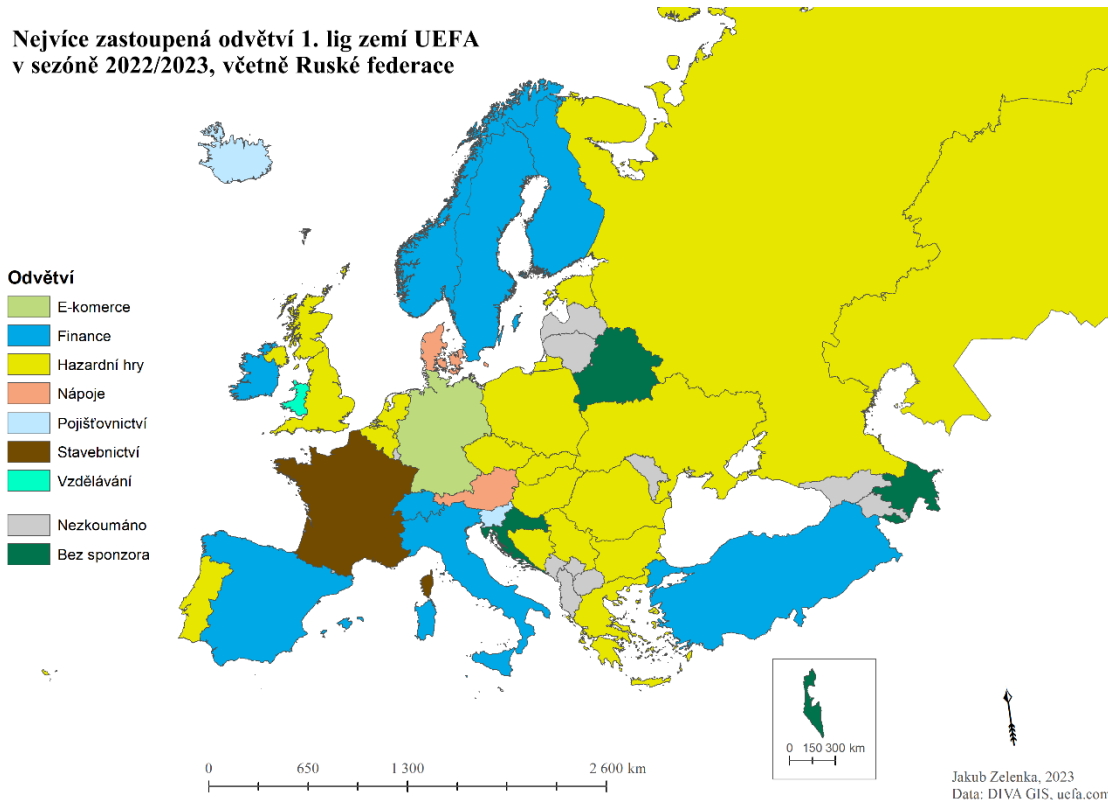 Nejvíce zastoupená odvětví 1. lig zemí UEFA
v sezóně 2022/2023, včetně Ruské federace
Odvětví
E-komerce
Finance
Hazardní hry
Nápoje
Pojišťovnictví
Stavebnictví
Vzdělávání
Nezkoumáno
Bez sponzora
0 150 300 km
0 650 1 300 2 600 km
Jakub Zelenka, 2023
Data: DIVA GIS, uefa.com